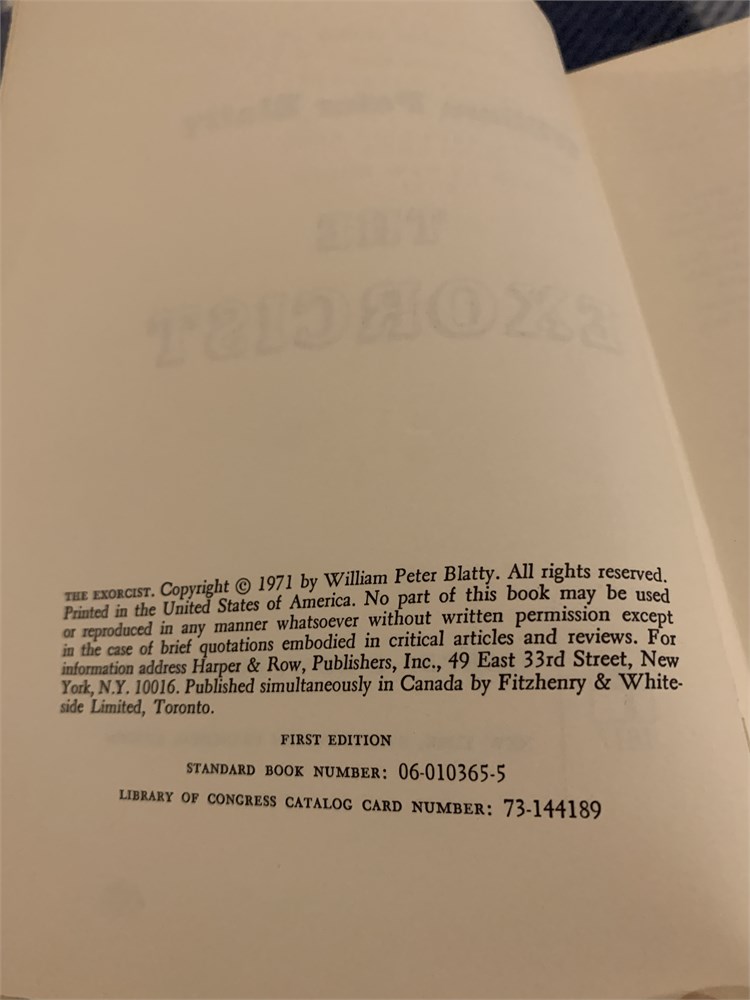 THE EXORCIST. Copyright © 1971 by William Peter Blatty. All rights reserved.
Printed in the United States of America. No part of this book may be used
or reproduced in any manner whatsoever without written permission except
in the case of brief quotations embodied in critical articles and reviews. For
information address Harper & Row, Publishers, Inc., 49 East 33rd Street, New
York, N.Y. 10016. Published simultaneously in Canada by Fitzhenry & White-
side Limited, Toronto.
FIRST EDITION
STANDARD BOOK NUMBER: 06-010365-5
LIBRARY OF CONGRESS CATALOG CARD NUMBER: 73-144189